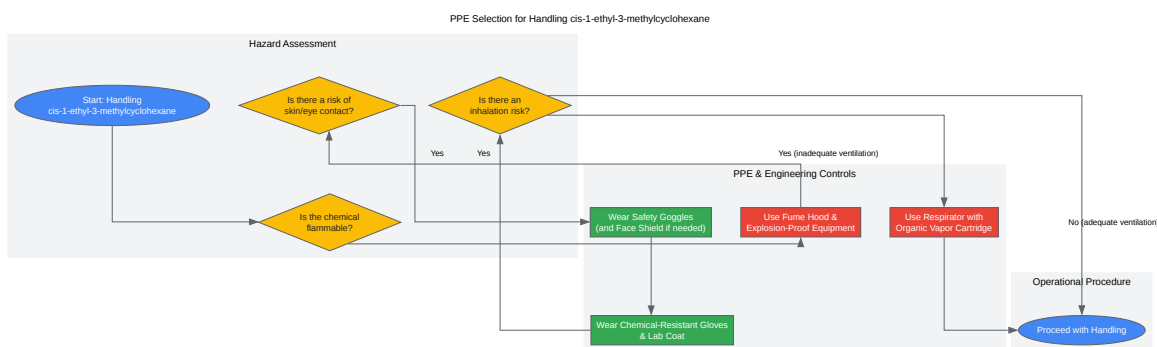 PPE Selection for Handling cis-1-ethyl-3-methylcyclohexane
Hazard Assessment
Start: Handling
cis-1-ethyl-3-methylcyclohexane
Is there a risk of
skin/eye contact?
Is there an
inhalation risk?
Yes
Yes
Yes (inadequate ventilation)
PPE & Engineering Controls
Is the chemical
flammable?
Wear Safety Goggles
(and Face Shield if needed)
Use Fume Hood &
Explosion-Proof Equipment
Use Respirator with
Organic Vapor Cartridge
No (adequate ventilation)
Operational Procedure
Wear Chemical-Resistant Gloves
& Lab Coat
Proceed with Handling